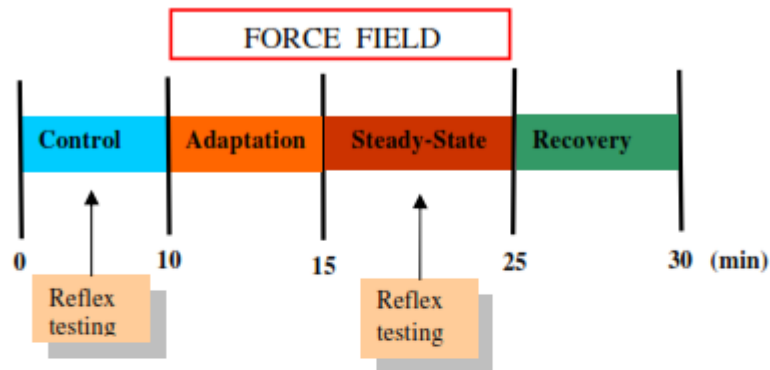 FORCE FIELD
Control Adaptation Steady-State Recovery
0 10 15 25 30 (min)
Reflex
testing
Reflex
testing